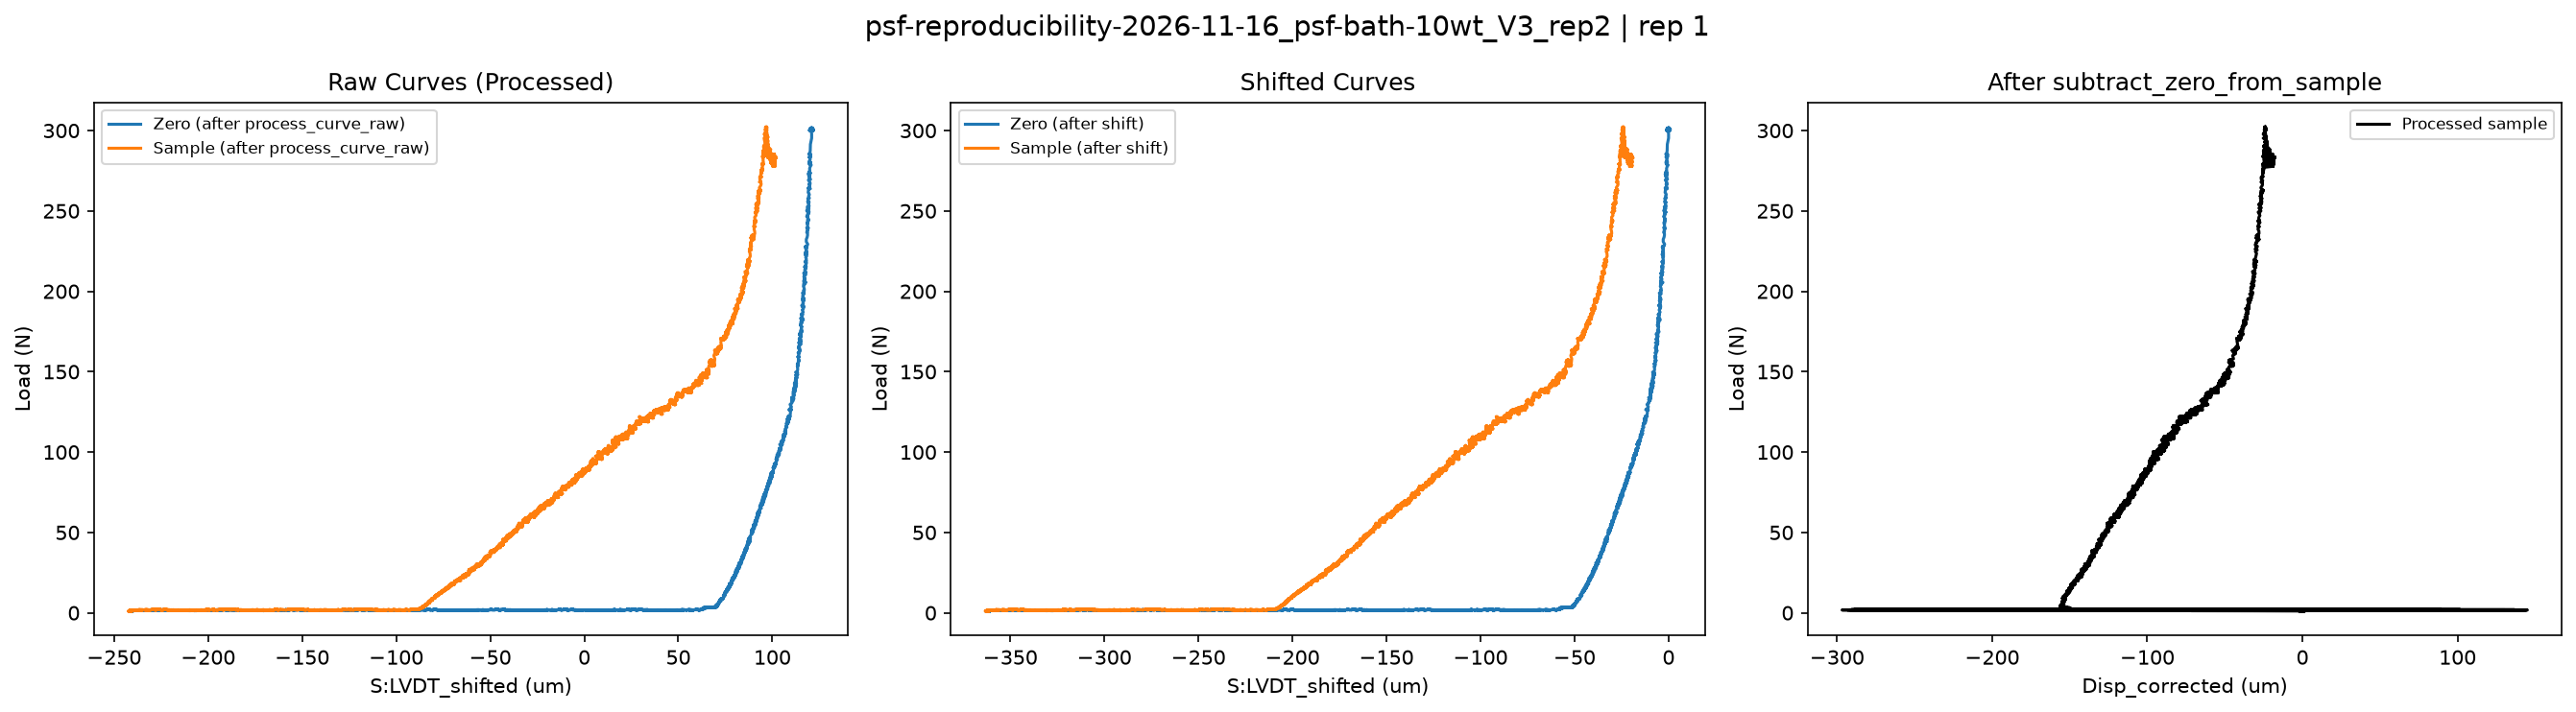 psf-reproducibility-2026-11-16_psf-bath-10wt_V3_rep2 | rep 1
Raw Curves (Processed)
Zero (after process_curve_raw)
Sample (after process_curve_raw)
Load (N)
300
250
200
150
100
50
0
−250 −200 −150 −100 −50 0 50 100
S:LVDT_shifted (um)
Shifted Curves
Zero (after shift)
Sample (after shift)
Load (N)
300
250
200
150
100
50
0
−350 −300 −250 −200 −150 −100 −50 0
S:LVDT_shifted (um)
After subtract_zero_from_sample
Processed sample
Load (N)
300
250
200
150
100
50
0
−300 −200 −100 0 100
Disp_corrected (um)